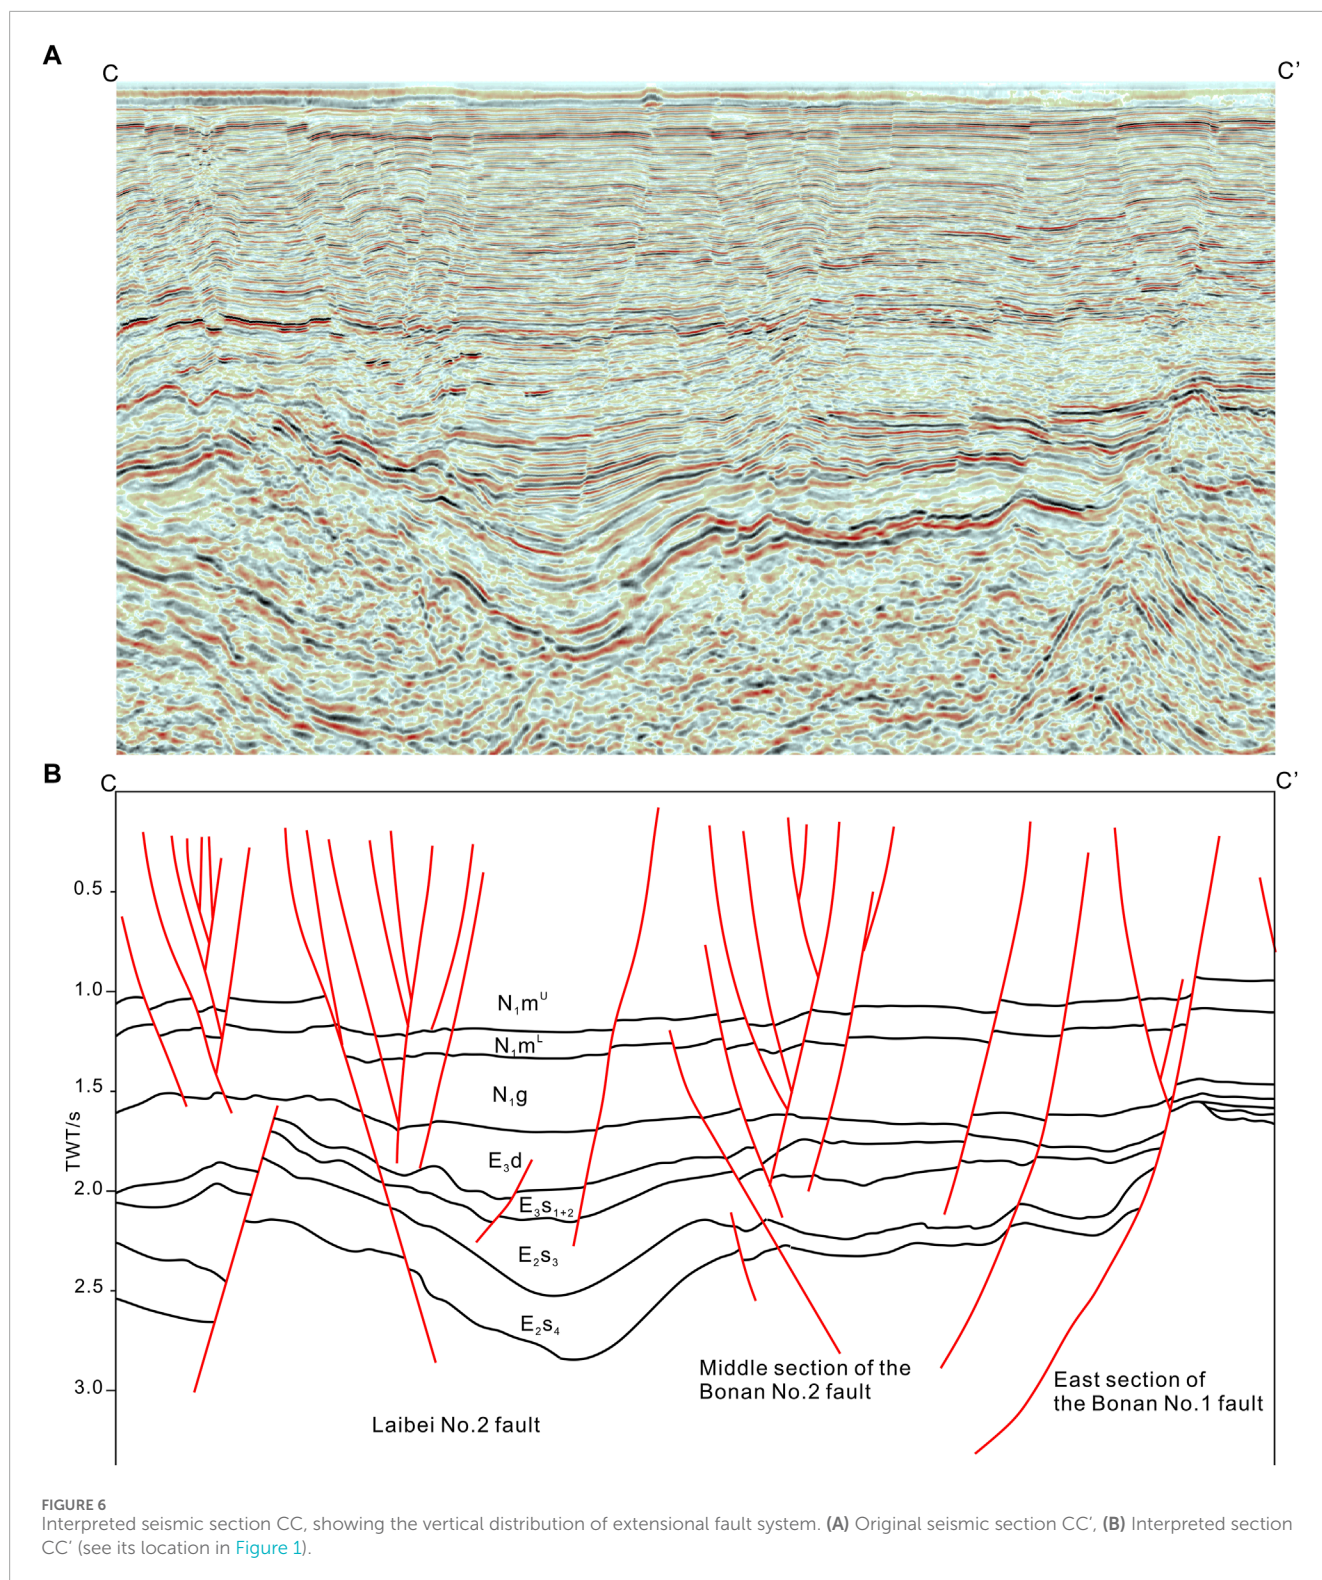 A
C C’
B
C C’
0.5
1.0
N₁mᵁ
N₁mᴸ
1.5
N₁g
TWT/s
E₃d
2.0
E₃s₁₊₂
E₂s₃
2.5
E₂s₄
3.0
Middle section of the
Bonan No.2 fault
East section of
the Bonan No.1 fault
Laibei No.2 fault
FIGURE 6
Interpreted seismic section CC, showing the vertical distribution of extensional fault system. (A) Original seismic section CC’, (B) Interpreted section
CC’ (see its location in Figure 1).